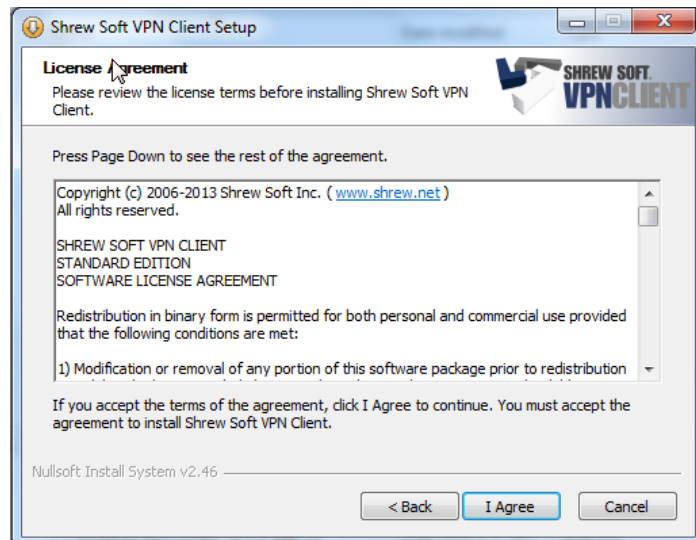 Shrew Soft VPN Client Setup
License Agreement
Please review the license terms before installing Shrew Soft VPN
Client.
SHREW SOFT.
VPNCLIENT
Press Page Down to see the rest of the agreement.
Copyright (c) 2006-2013 Shrew Soft Inc. ( www.shrew.net )
All rights reserved.
SHREW SOFT VPN CLIENT
STANDARD EDITION
SOFTWARE LICENSE AGREEMENT
Redistribution in binary form is permitted for both personal and commercial use provided
that the following conditions are met:
1) Modification or removal of any portion of this software package prior to redistribution
If you accept the terms of the agreement, click I Agree to continue. You must accept the
agreement to install Shrew Soft VPN Client.
Nullsoft Install System v2.46
< Back
I Agree
Cancel